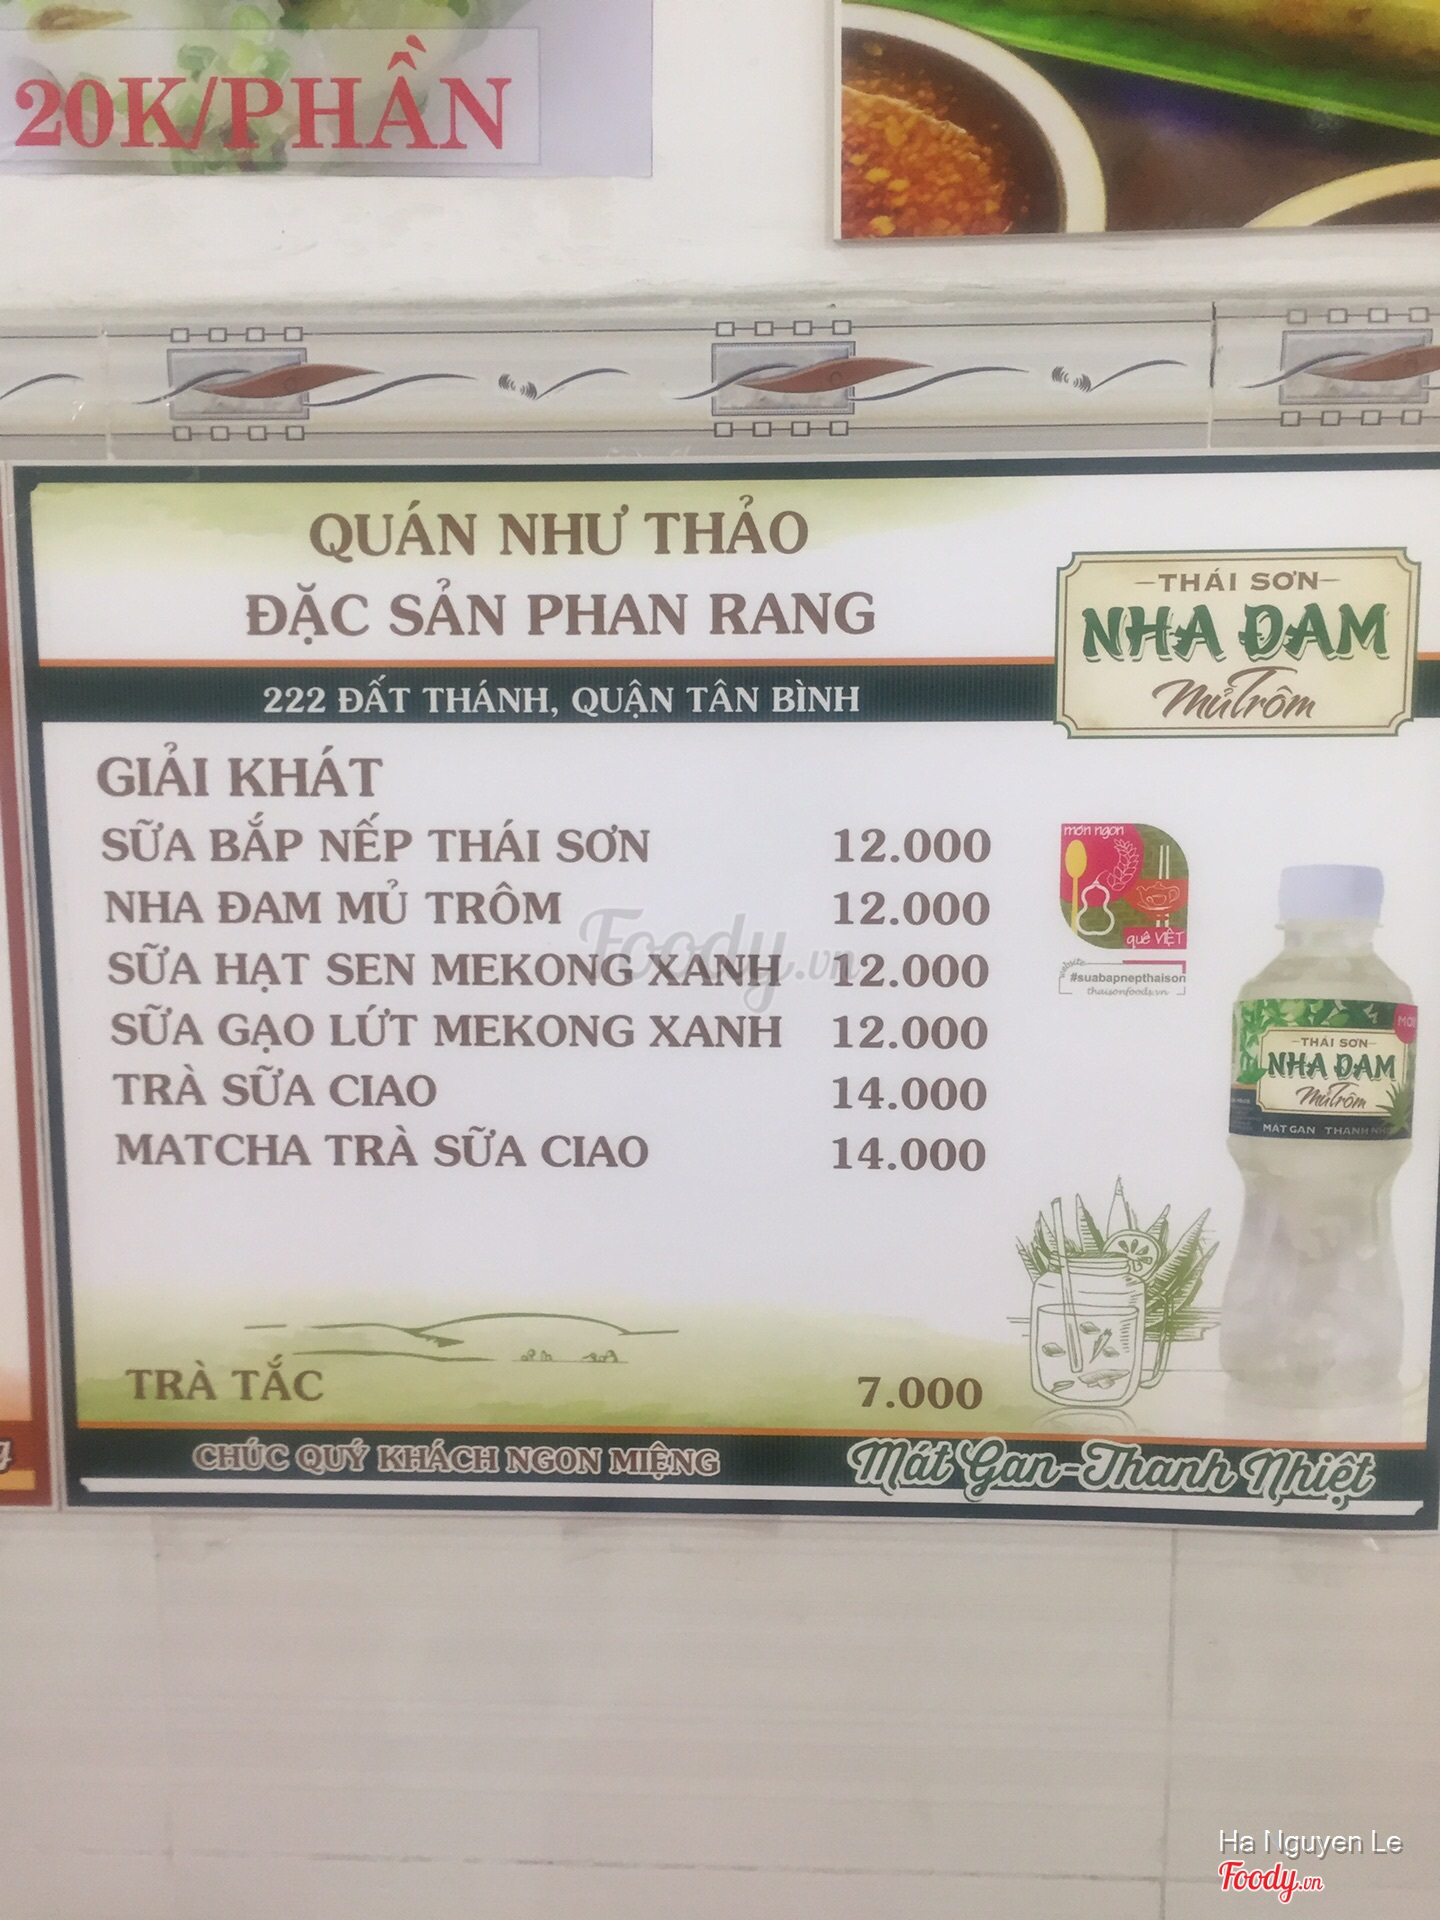 20K/PHẦN
QUÁN NHƯ THẢO
ĐẶC SẢN PHAN RANG
222 ĐẤT THÁNH, QUẬN TÂN BÌNH
THÁI SƠN
NHA ĐAM
Mủ Trôm
GIẢI KHÁT
SỮA BẮP NẾP THÁI SƠN 12.000
NHA ĐAM MỦ TRÔM 12.000
SỮA HẠT SEN MEKONG XANH 12.000
SỮA GẠO LỨT MEKONG XANH 12.000
TRÀ SỮA CIAO 14.000
MATCHA TRÀ SỮA CIAO 14.000
TRÀ TẮC 7.000
món ngon
quê VIỆT
website
#suabapnepthaison
thaisonfoods.vn
THÁI SƠN
NHA ĐAM
Mủ Trôm
MÁT GAN THANH NH
CHÚC QUÝ KHÁCH NGON MIỆNG
Mát Gan-Thanh Nhiệt
Foody.vn
Ha Nguyen Le
Foody.vn